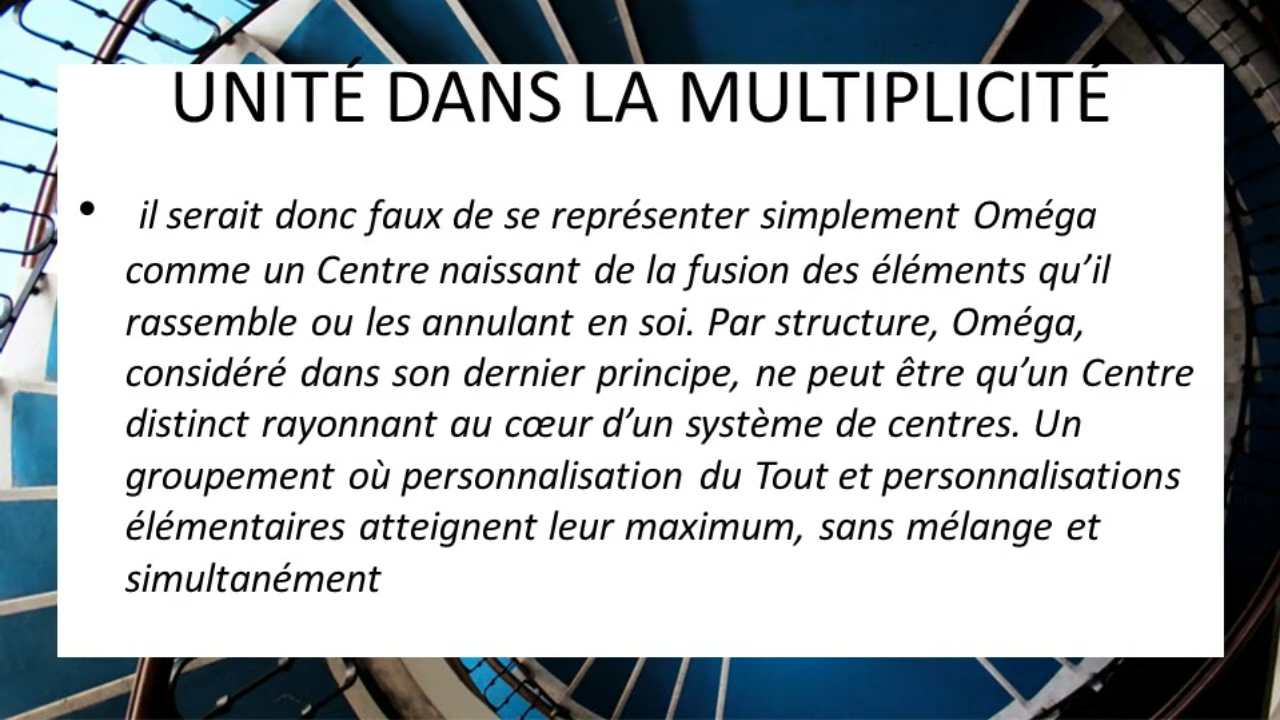 UNITÉ DANS LA MULTIPLICITÉ
• il serait donc faux de se représenter simplement Oméga
comme un Centre naissant de la fusion des éléments qu’il
rassemble ou les annulant en soi. Par structure, Oméga,
considéré dans son dernier principe, ne peut être qu’un Centre
distinct rayonnant au cœur d’un système de centres. Un
groupement où personnalisation du Tout et personnalisations
élémentaires atteignent leur maximum, sans mélange et
simultanément